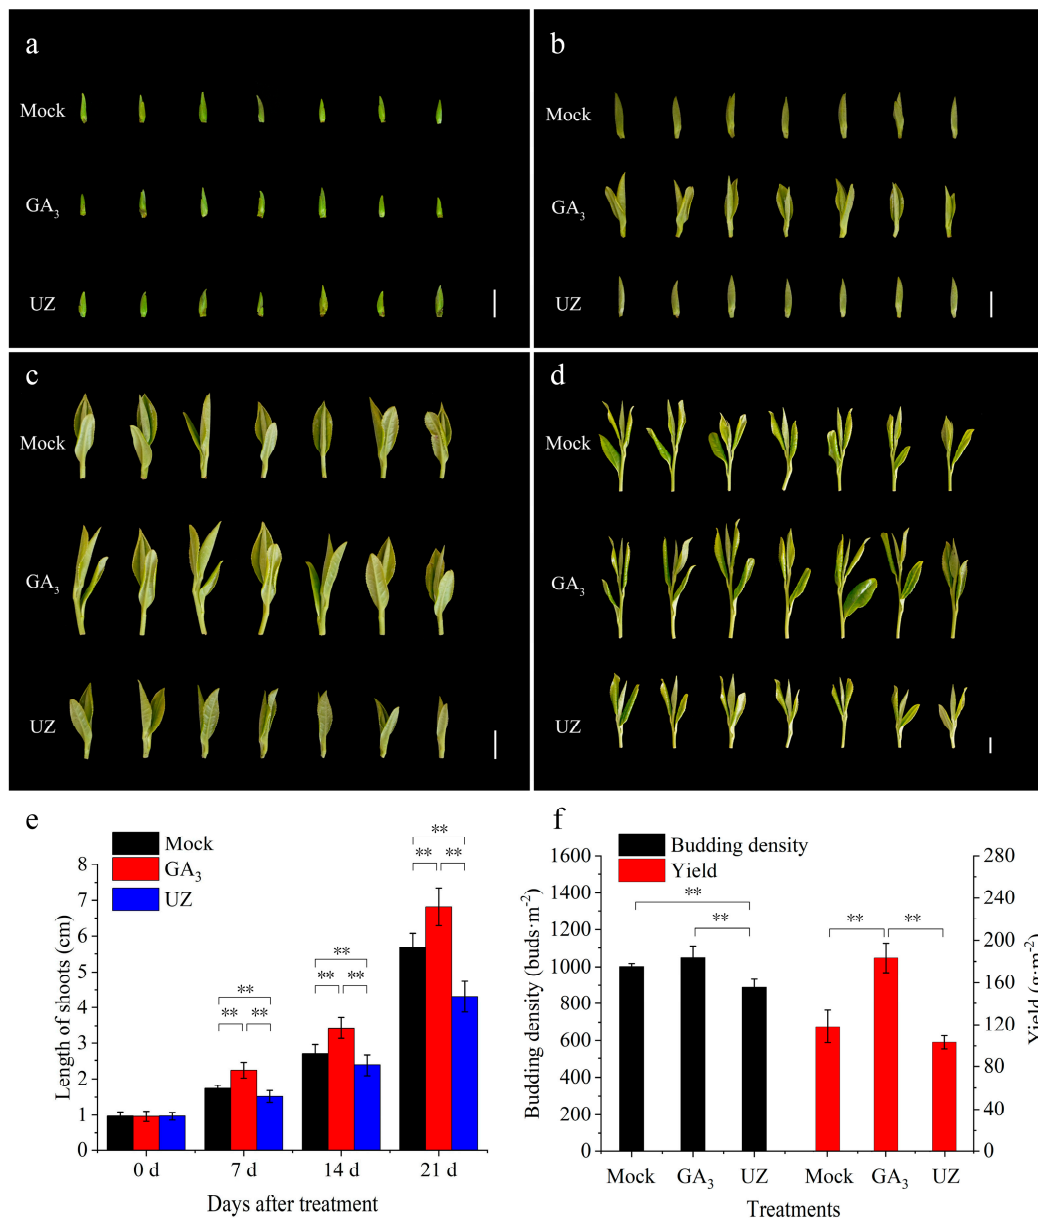 a
Mock
GA3
UZ
b
Mock
GA3
UZ
c
Mock
GA3
UZ
d
Mock
GA3
UZ
e
Mock
GA3
UZ
Length of shoots (cm)
8
7
6
5
4
3
2
1
0
**
**
**
**
**
**
**
**
**
0 d
7 d
14 d
21 d
Days after treatment
f
Budding density
Yield
Budding density (buds·m-2)
1600
1400
1200
1000
800
600
400
200
0
**
**
**
**
280
240
200
160
120
80
40
0
Yield (g·m-2)
Mock
GA3
UZ
Mock
GA3
UZ
Treatments